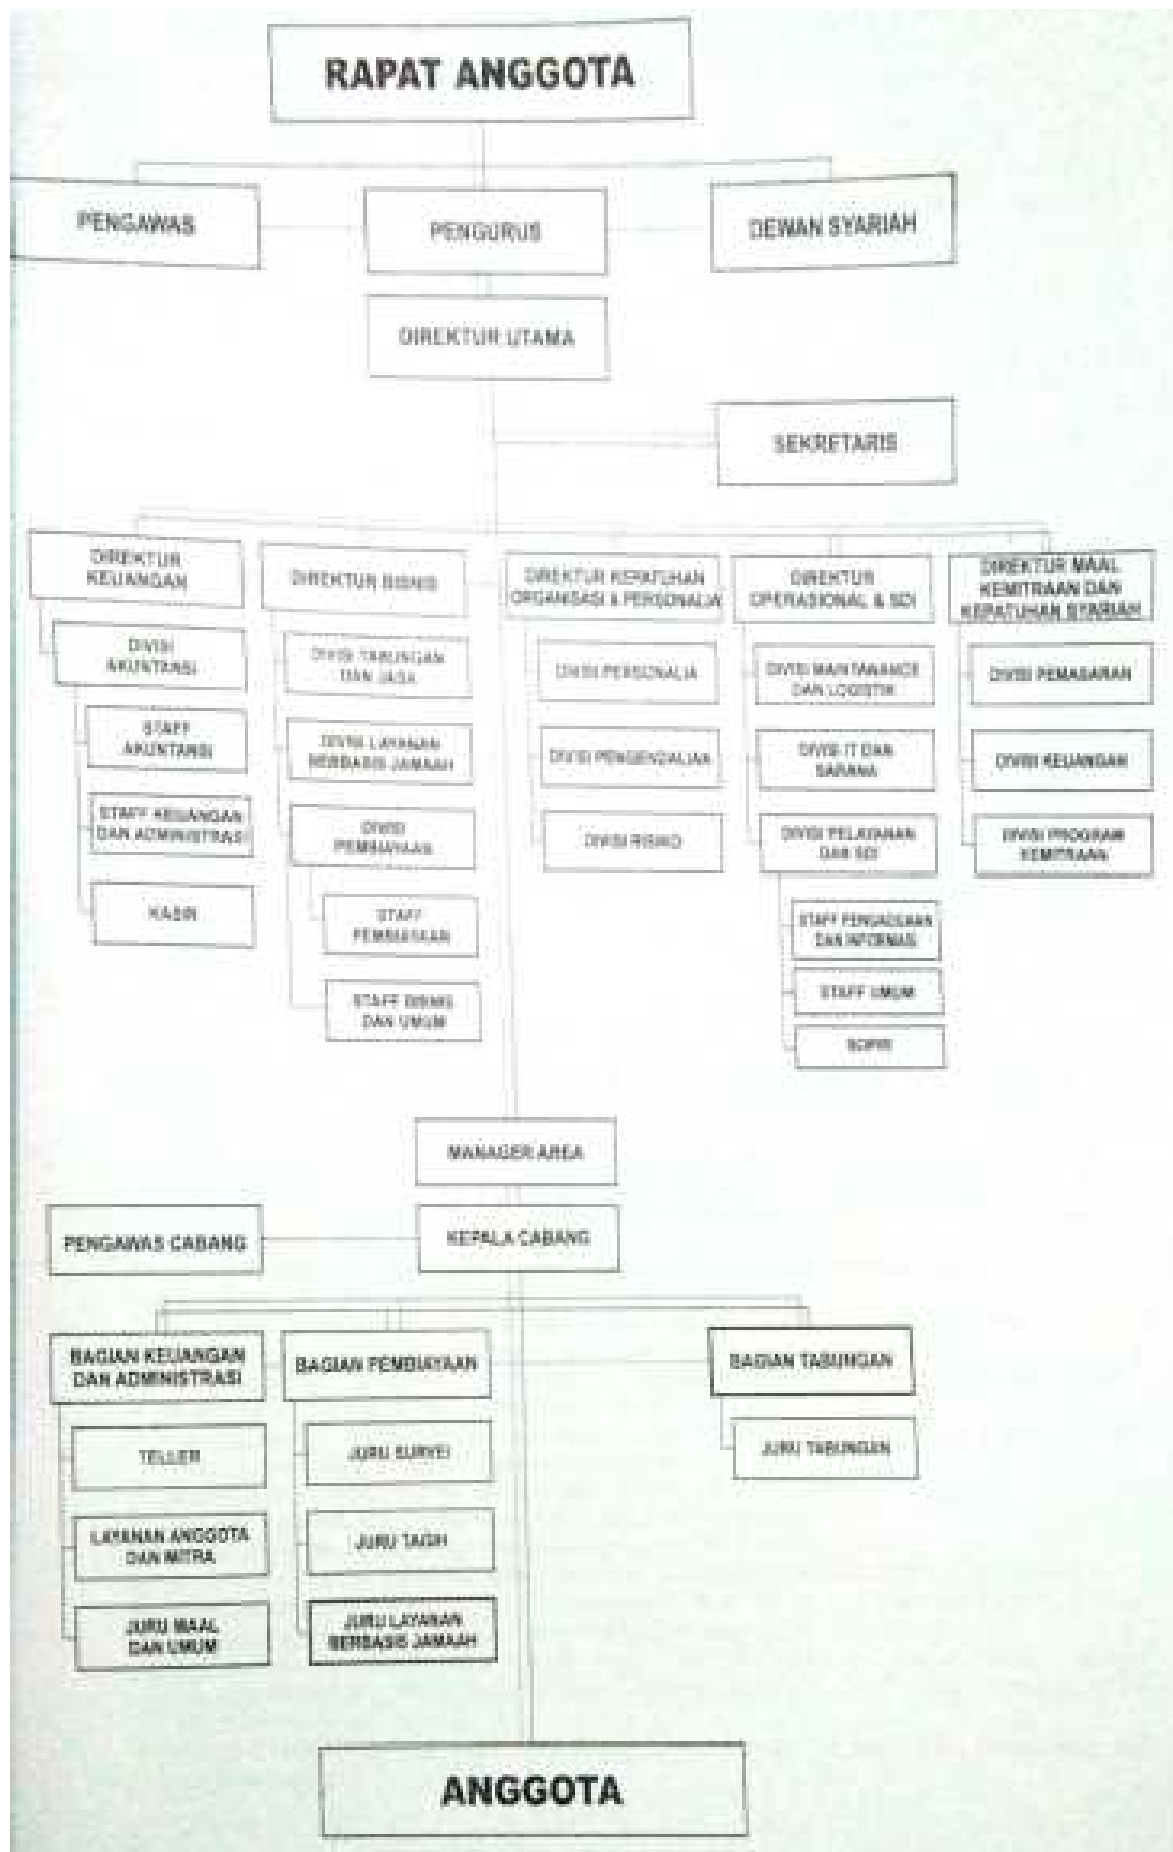 RAPAT ANGGOTA
PENGAWAS
PENGURUS
DEWAN SYARIAH
DIREKTUR UTAMA
SEKRETARIS
DIREKTUR
KEUANGAN
DIVISI
AKUNTANSI
STAFF
AKUNTANSI
STAFF KEUANGAN
DAN ADMINISTRASI
KASIR
DIREKTUR BISNIS
DIVISI TABUNGAN
DAN JASA
DIVISI LAYANAN
BERBASIS JAMAAH
DIVISI
PEMBIAYAAN
STAFF
PEMBIAYAAN
STAFF BISNIS
DAN UMUM
DIREKTUR KEPATUHAN
ORGANISASI & PERSONALIA
DIVISI PERSONALIA
DIVISI
DIVISI RISIKO
DIREKTUR
OPERASIONAL & SDI
DIVISI MAINTANANCE
DAN LOGISTIK
DIVISI IT DAN
SARANA
DIVISI PELAYANAN
DAN SDI
STAFF PENGADEAAN
DAN INFORMASI
STAFF UMUM
DIREKTUR MAAL
KEMITRAAN DAN
KEPATUHAN SYARIAH
DIVISI PEMASARAN
DIVISI KEUANGAN
DIVISI PROGRAM
KEMITRAAN
MANAGER AREA
PENGAWAS CABANG
KEPALA CABANG
BAGIAN KEUANGAN
DAN ADMINISTRASI
TELLER
LAYANAN ANGGOTA
DAN MITRA
JURU MAAL
DAN UMUM
BAGIAN PEMBIAYAAN
JURU SURVEI
JURU TAGIH
JURU LAYANAN
BERBASIS JAMAAH
BAGIAN TABUNGAN
JURU TABUNGAN
ANGGOTA